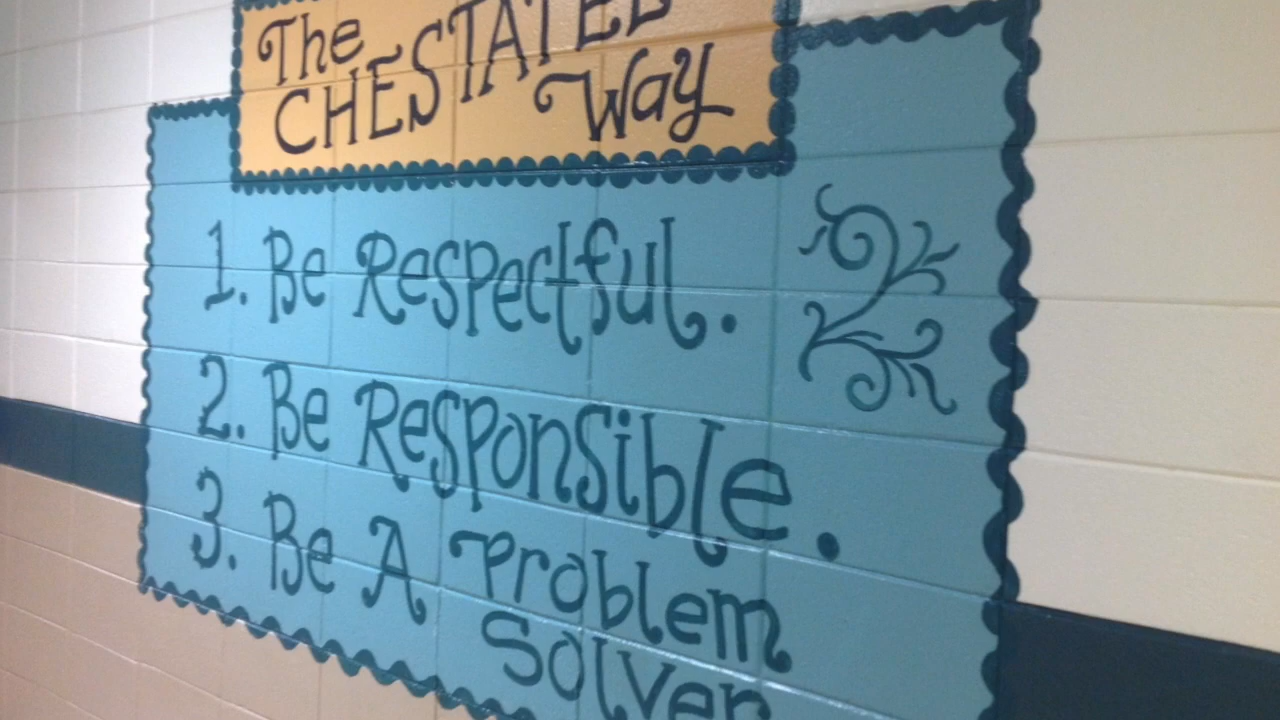 The
CHESTATEE
Way
1. Be Respectful.
2. Be Responsible.
3. Be A Problem
Solver